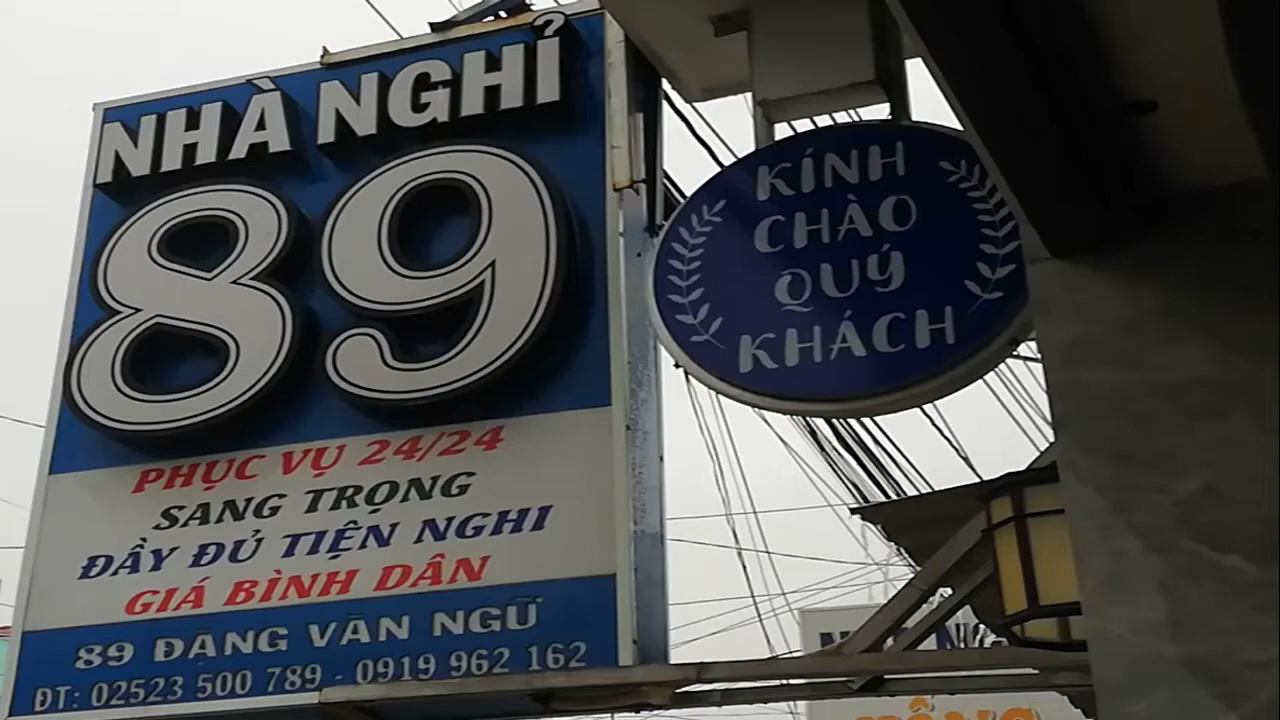 NHÀ NGHỈ
89
PHỤC VỤ 24/24
SANG TRỌNG
ĐẦY ĐỦ TIỆN NGHI
GIÁ BÌNH DÂN
89 ĐẶNG VĂN NGỮ
ĐT: 02523 500 789 - 0919 962 162
KÍNH
CHÀO
QUÝ
KHÁCH